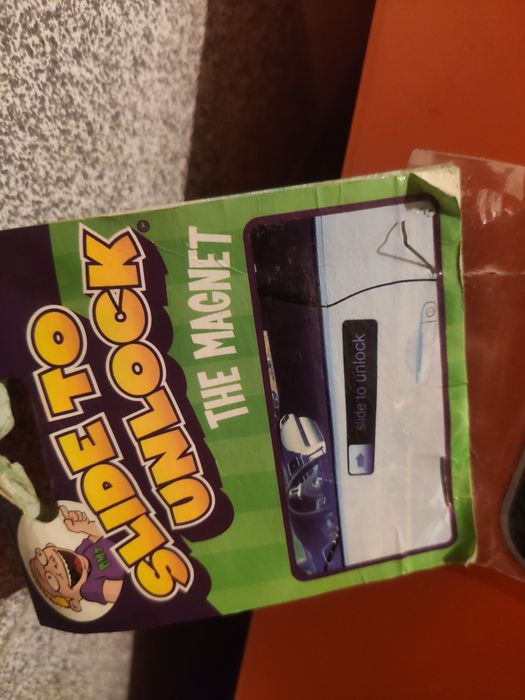 SLIDE TO
UNLOCK
THE MAGNET
slide to unlock